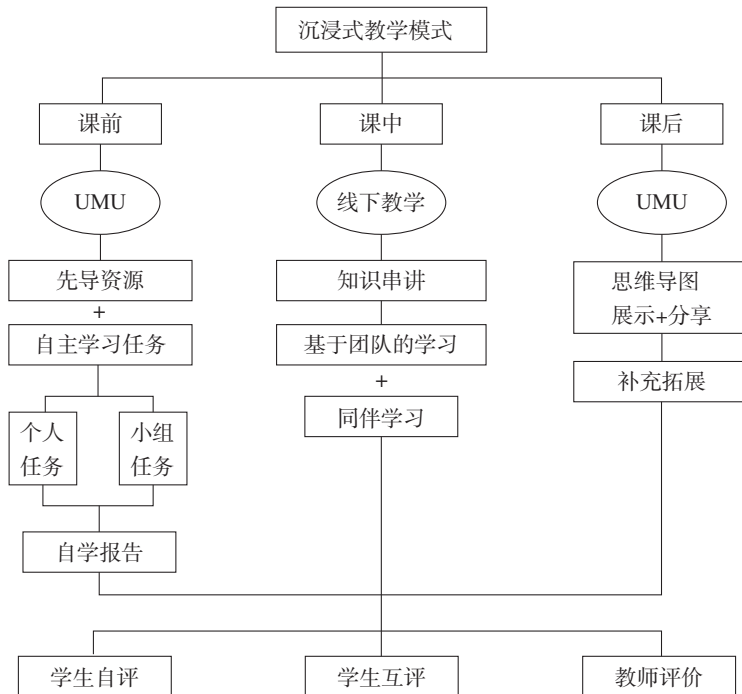 沉浸式教学模式
课前
课中
课后
UMU
线下教学
UMU
先导资源
+
自主学习任务
个人
任务
小组
任务
自学报告
知识串讲
基于团队的学习
+
同伴学习
思维导图
展示+分享
补充拓展
学生自评
学生互评
教师评价